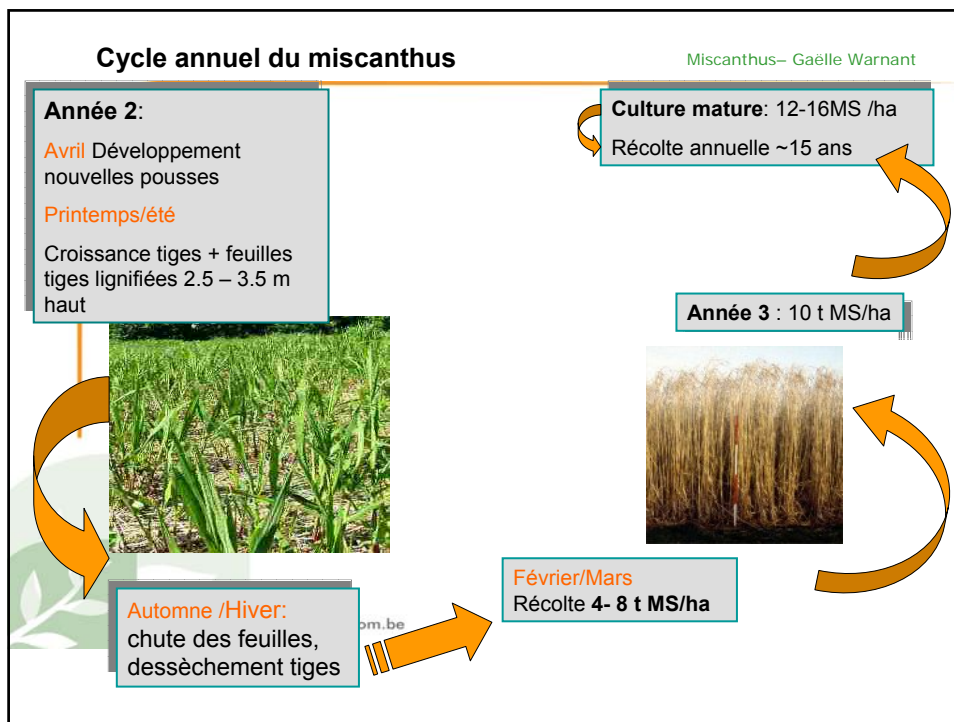 Cycle annuel du miscanthus
Miscanthus– Gaëlle Warnant
Année 2:
Avril Développement
nouvelles pousses
Printemps/été
Croissance tiges + feuilles
tiges lignifiées 2.5 – 3.5 m
haut
Automne /Hiver:
chute des feuilles,
dessèchement tiges
om.be
Février/Mars
Récolte 4- 8 t MS/ha
Année 3 : 10 t MS/ha
Culture mature: 12-16MS /ha
Récolte annuelle ~15 ans